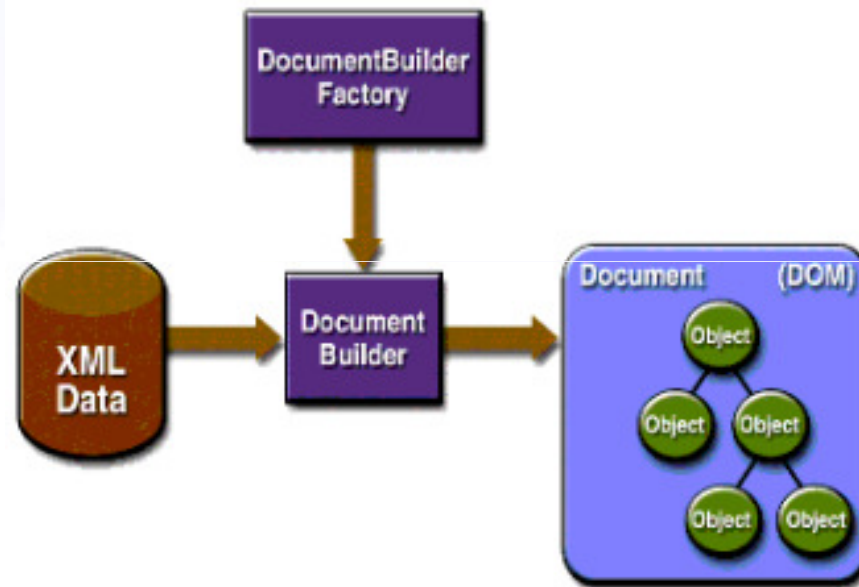 DocumentBuilder
Factory
XML
Data
Document
Builder
Document (DOM)
Object
Object
Object
Object
Object